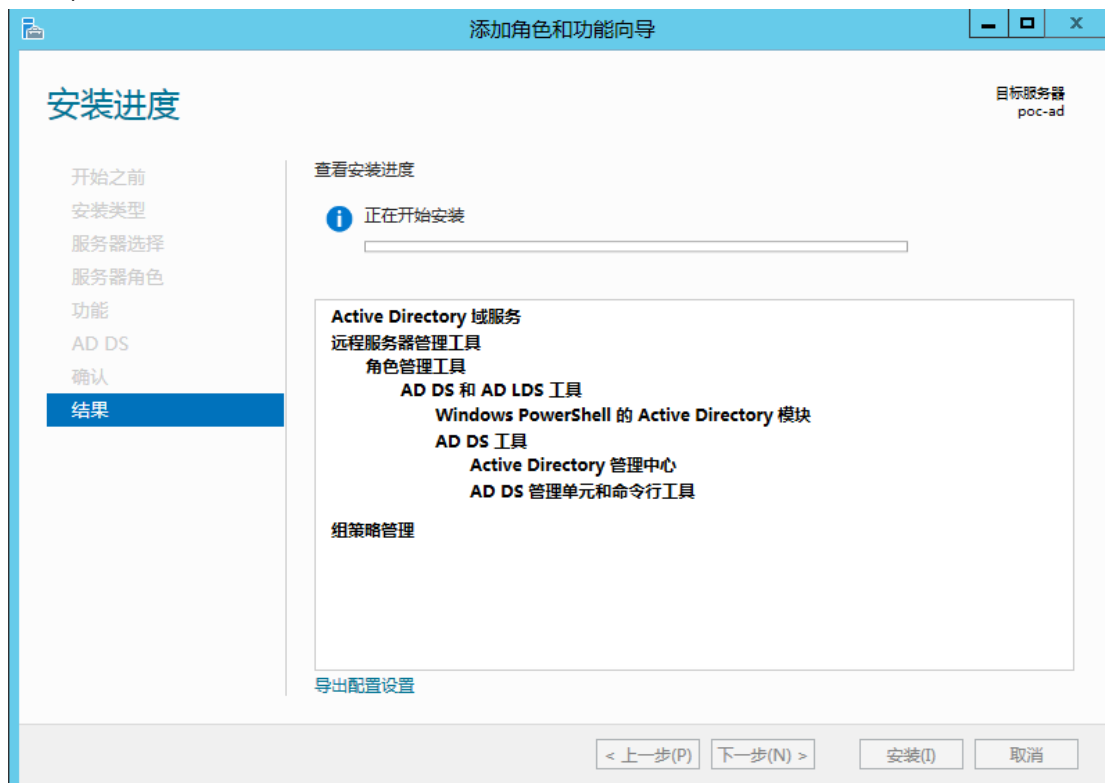 添加角色和功能向导
安装进度
目标服务器
poc-ad
开始之前
安装类型
服务器选择
服务器角色
功能
AD DS
确认
结果
查看安装进度
正在开始安装
Active Directory 域服务
远程服务器管理工具
角色管理工具
AD DS 和 AD LDS 工具
Windows PowerShell 的 Active Directory 模块
AD DS 工具
Active Directory 管理中心
AD DS 管理单元和命令行工具
组策略管理
导出配置设置
< 上一步(P) 下一步(N) > 安装(I) 取消